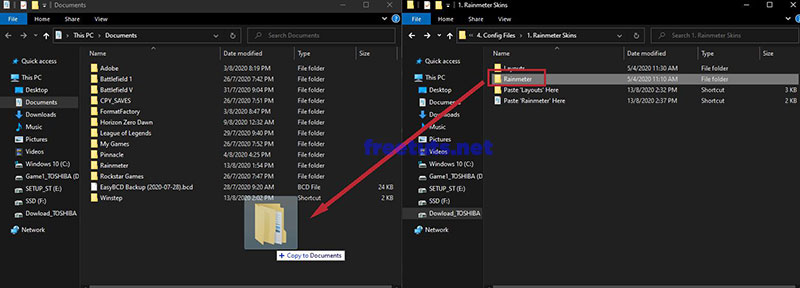 Documents
File Home Share View
This PC > Documents
Search Documents
Quick access
This PC
Desktop
Documents
Downloads
Music
Pictures
Videos
Windows 10 (C:)
Game1_TOSHIBA
SETUP_ST (E:)
SSD (F:)
Dowload_TOSHIBA
Network
Name Date modified Type Size
Adobe 3/8/2020 8:19 PM File folder
Battlefield 1 26/7/2020 7:42 PM File folder
Battlefield V 31/7/2020 9:04 PM File folder
CPY_SAVES 26/7/2020 7:58 PM File folder
FormatFactory 3/8/2020 9:01 PM File folder
Horizon Zero Dawn 9/8/2020 12:32 AM File folder
League of Legends 30/7/2020 9:43 PM File folder
My Games 26/7/2020 7:52 PM File folder
Pinnacle 4/8/2020 4:25 PM File folder
Rainmeter 13/8/2020 1:54 PM File folder
Rockstar Games 26/7/2020 7:47 PM File folder
EasyBCD Backup (2020-07-28).bcd 28/7/2020 9:20 AM BCD File 24 KB
Winstep 13/8/2020 2:02 PM Shortcut 2 KB
+ Copy to Documents
1. Rainmeter Skins
File Home Share View
« 4. Config Files > 1. Rainmeter Skins
Search 1. Rainmeter Skins
Quick access
This PC
Desktop
Documents
Downloads
Music
Pictures
Videos
Windows 10 (C:)
Game1_TOSHIBA
SETUP_ST (E:)
SSD (F:)
Dowload_TOSHIBA
Network
Name Date modified Type Size
Layouts 5/4/2020 11:30 AM File folder
Rainmeter 5/4/2020 11:10 AM File folder
Paste 'Layouts' Here 13/8/2020 2:37 PM Shortcut 3 KB
Paste 'Rainmeter' Here 13/8/2020 2:32 PM Shortcut 2 KB
freetuts.net